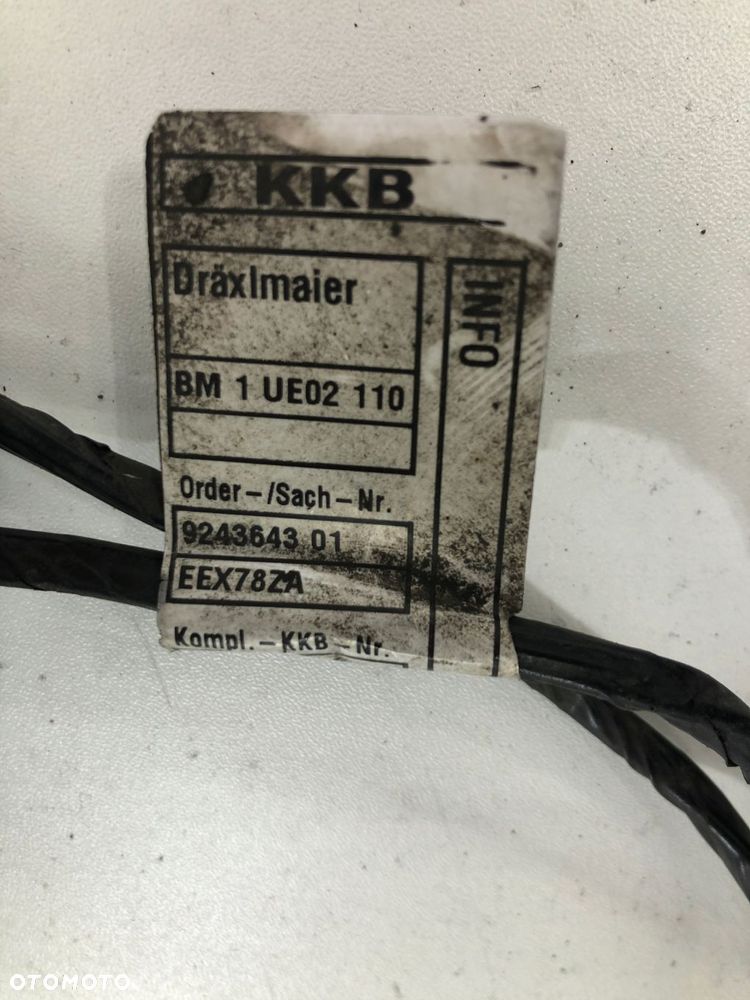 KKB
Dräxlmaier
INFO
BM 1 UE02 110
Order-/Sach-Nr.
9243643 01
EEX78ZA
Kompl.-KKB-Nr.
OTOMOTO